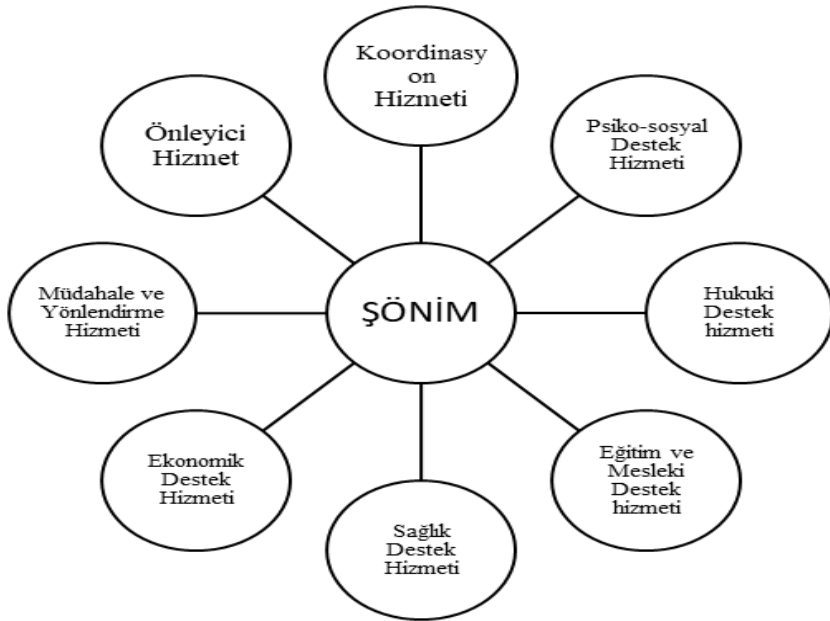 Koordinasy
on
Hizmeti
Psiko-sosyal
Destek
Hizmeti
Hukuki
Destek
hizmeti
Eğitim ve
Mesleki
Destek
hizmeti
Sağlık
Destek
Hizmeti
Ekonomik
Destek
Hizmeti
Müdahale ve
Yönlendirme
Hizmeti
Önleyici
Hizmet
ŞÖNİM